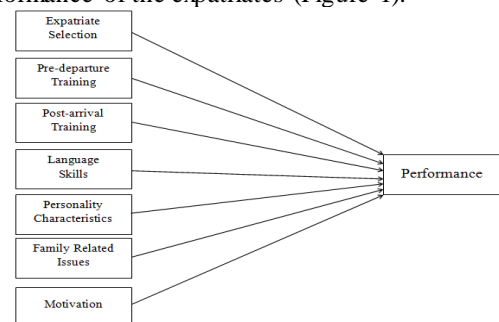 formance of the expatriates (Figure 1).
Expatriate
Selection
Pre-departure
Training
Post-arrival
Training
Language
Skills
Personality
Characteristics
Family Related
Issues
Motivation
Performance